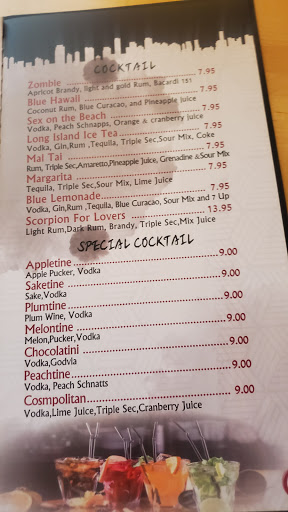 COCKTAIL
Zombie 7.95
Apricot Brandy, light and gold Rum, Bacardi 151
Blue Hawaii 7.95
Coconut Rum, Blue Curacao, and Pineapple juice
Sex on the Beach 7.95
Vodka, Peach Schnapps, Orange & cranberry juice
Long Island Ice Tea 7.95
Vodka, Gin,Rum ,Tequila, Triple Sec,Sour Mix, Coke
Mai Tai 7.95
Rum, Triple Sec,Amaretto,Pineapple Juice, Grenadine &Sour Mix
Margarita 7.95
Tequila, Triple Sec,Sour Mix, Lime Juice
Blue Lemonade 7.95
Vodka, Gin,Rum ,Tequila, Blue Curacao, Sour Mix and 7 Up
Scorpion For Lovers 13.95
Light Rum,Dark Rum, Brandy, Triple Sec,Mix Juice
SPECIAL COCKTAIL
Appletine 9.00
Apple Pucker, Vodka
Saketine 9.00
Sake,Vodka
Plumtine 9.00
Plum Wine, Vodka
Melontine 9.00
Melon,Pucker,Vodka
Chocolatini 9.00
Vodka,Godvia
Peachtine 9.00
Vodka, Peach Schnatts
Cosmpolitan 9.00
Vodka,Lime Juice,Triple Sec,Cranberry Juice